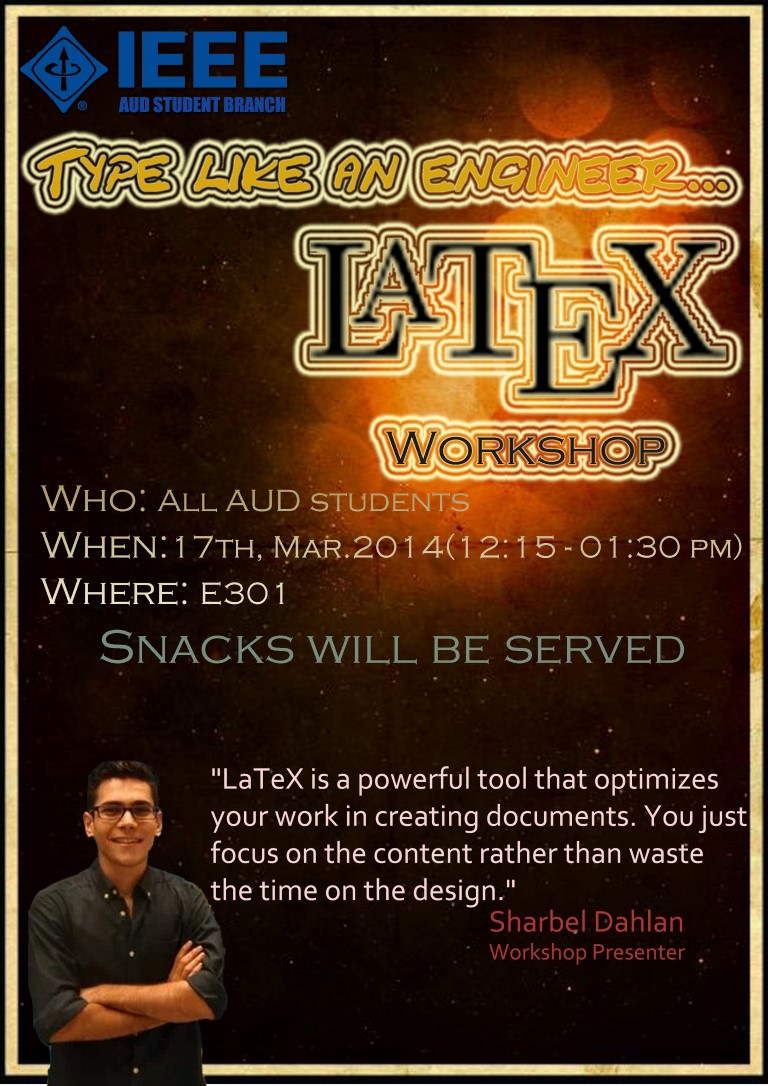 IEEE
®
AUD STUDENT BRANCH
TYPE LIKE AN ENGINEER...
LATEX
WORKSHOP
WHO: ALL AUD STUDENTS
WHEN:17TH, MAR.2014(12:15 - 01:30 PM)
WHERE: E301
SNACKS WILL BE SERVED
"LaTeX is a powerful tool that optimizes
your work in creating documents. You just
focus on the content rather than waste
the time on the design."
Sharbel Dahlan
Workshop Presenter